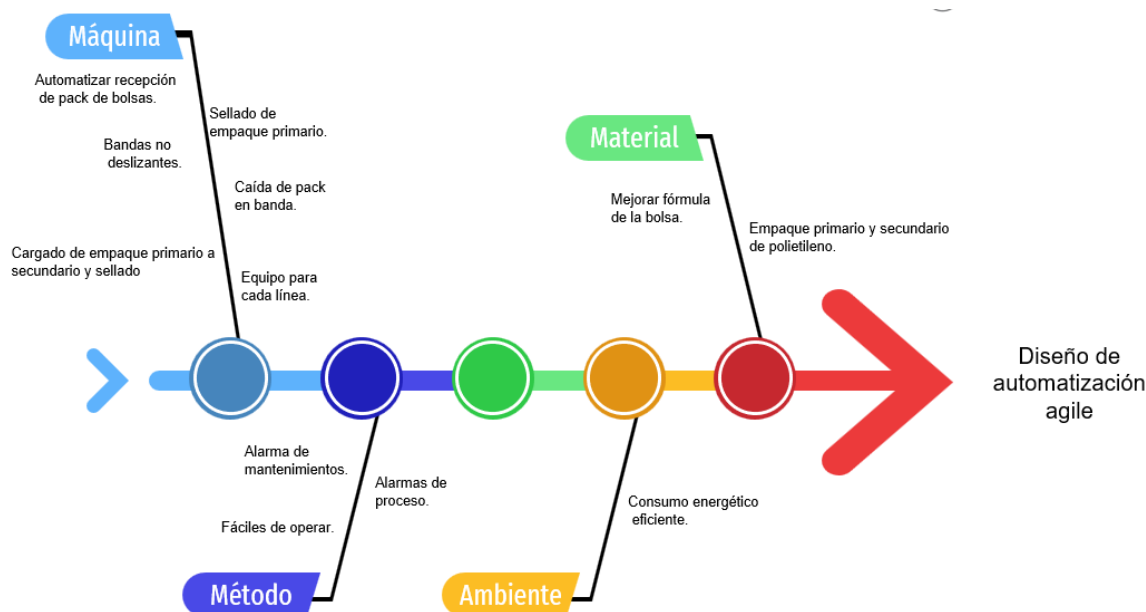 Máquina
Automatizar recepción
de pack de bolsas.
Sellado de
empaque primario.
Bandas no
deslizantes.
Caída de pack
en banda.
Cargado de empaque primario a
secundario y sellado
Equipo para
cada línea.
Material
Mejorar fórmula
de la bolsa.
Empaque primario y secundario
de polietileno.
Diseño de
automatización
agile
Alarma de
mantenimientos.
Alarmas de
proceso.
Fáciles de operar.
Método
Consumo energético
eficiente.
Ambiente